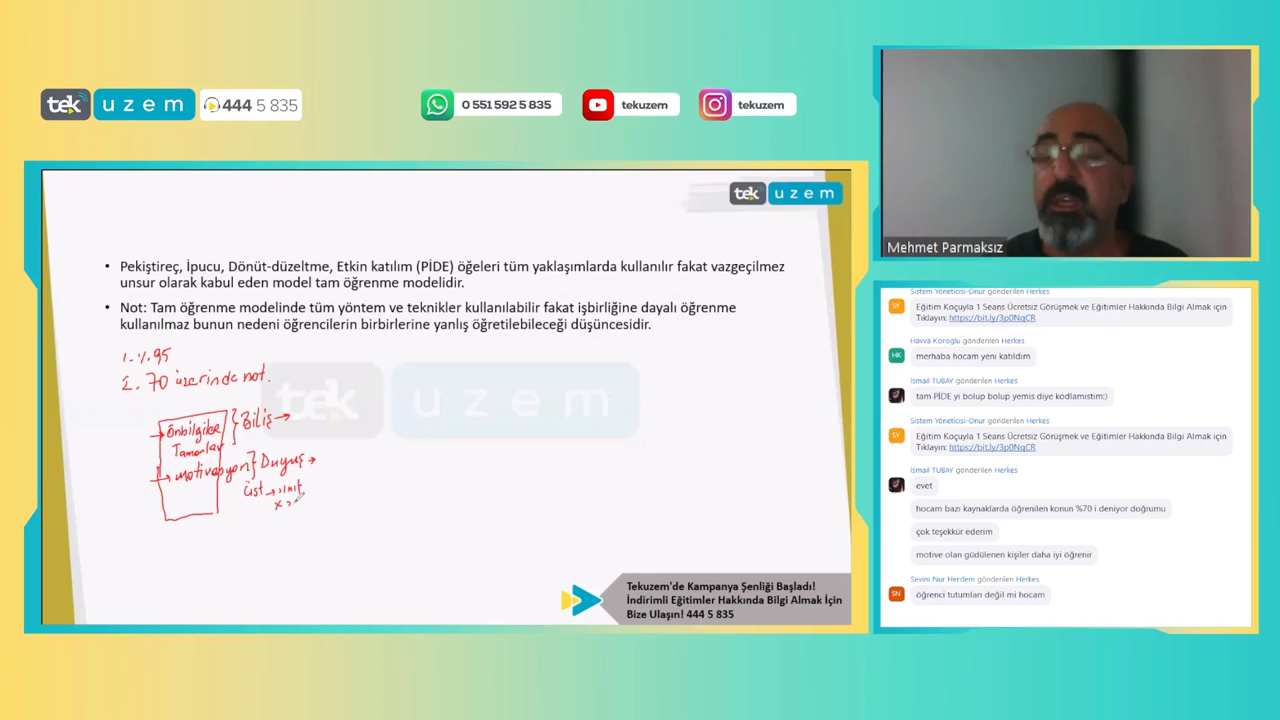 tek uzem 444 5 835
0 551 592 5 835
tekuzem
tekuzem
Mehmet Parmaksız
tek uzem
• Pekiştireç, İpucu, Dönüt-düzeltme, Etkin katılım (PİDE) öğeleri tüm yaklaşımlarda kullanılır fakat vazgeçilmez
unsur olarak kabul eden model tam öğrenme modelidir.
• Not: Tam öğrenme modelinde tüm yöntem ve teknikler kullanılabilir fakat işbirliğine dayalı öğrenme
kullanılmaz bunun nedeni öğrencilerin birbirlerine yanlış öğretilebileceği düşüncesidir.
1. %95
2. 70 üzerinde not.
tek uzem
Önbilgiler } Biliş →
Tamamlar
→ motivasyon } Duyuş →
Üst → sınıf
x
Tekuzem'de Kampanya Şenliği Başladı!
İndirimli Eğitimler Hakkında Bilgi Almak İçin
Bize Ulaşın! 444 5 835
Sistem Yöneticisi-Onur gönderilen Herkes
SY
Eğitim Koçuyla 1 Seans Ücretsiz Görüşmek ve Eğitimler Hakkında Bilgi Almak için
Tıklayın: https://bit.ly/3p0NqCR
Havva Koroglu gönderilen Herkes
HK merhaba hocam yeni katıldım
İsmail TUBAY gönderilen Herkes
tam PİDE yi bolup bolup yemis diye kodlamistim:)
Sistem Yöneticisi-Onur gönderilen Herkes
SY
Eğitim Koçuyla 1 Seans Ücretsiz Görüşmek ve Eğitimler Hakkında Bilgi Almak için
Tıklayın: https://bit.ly/3p0NqCR
İsmail TUBAY gönderilen Herkes
evet
hocam bazı kaynaklarda öğrenilen konun %70 i deniyor doğrumu
çok teşekkür ederim
motive olan güdülenen kişiler daha iyi öğrenir
Sevim Nur Herdem gönderilen Herkes
SN öğrenci tutumları değil mi hocam